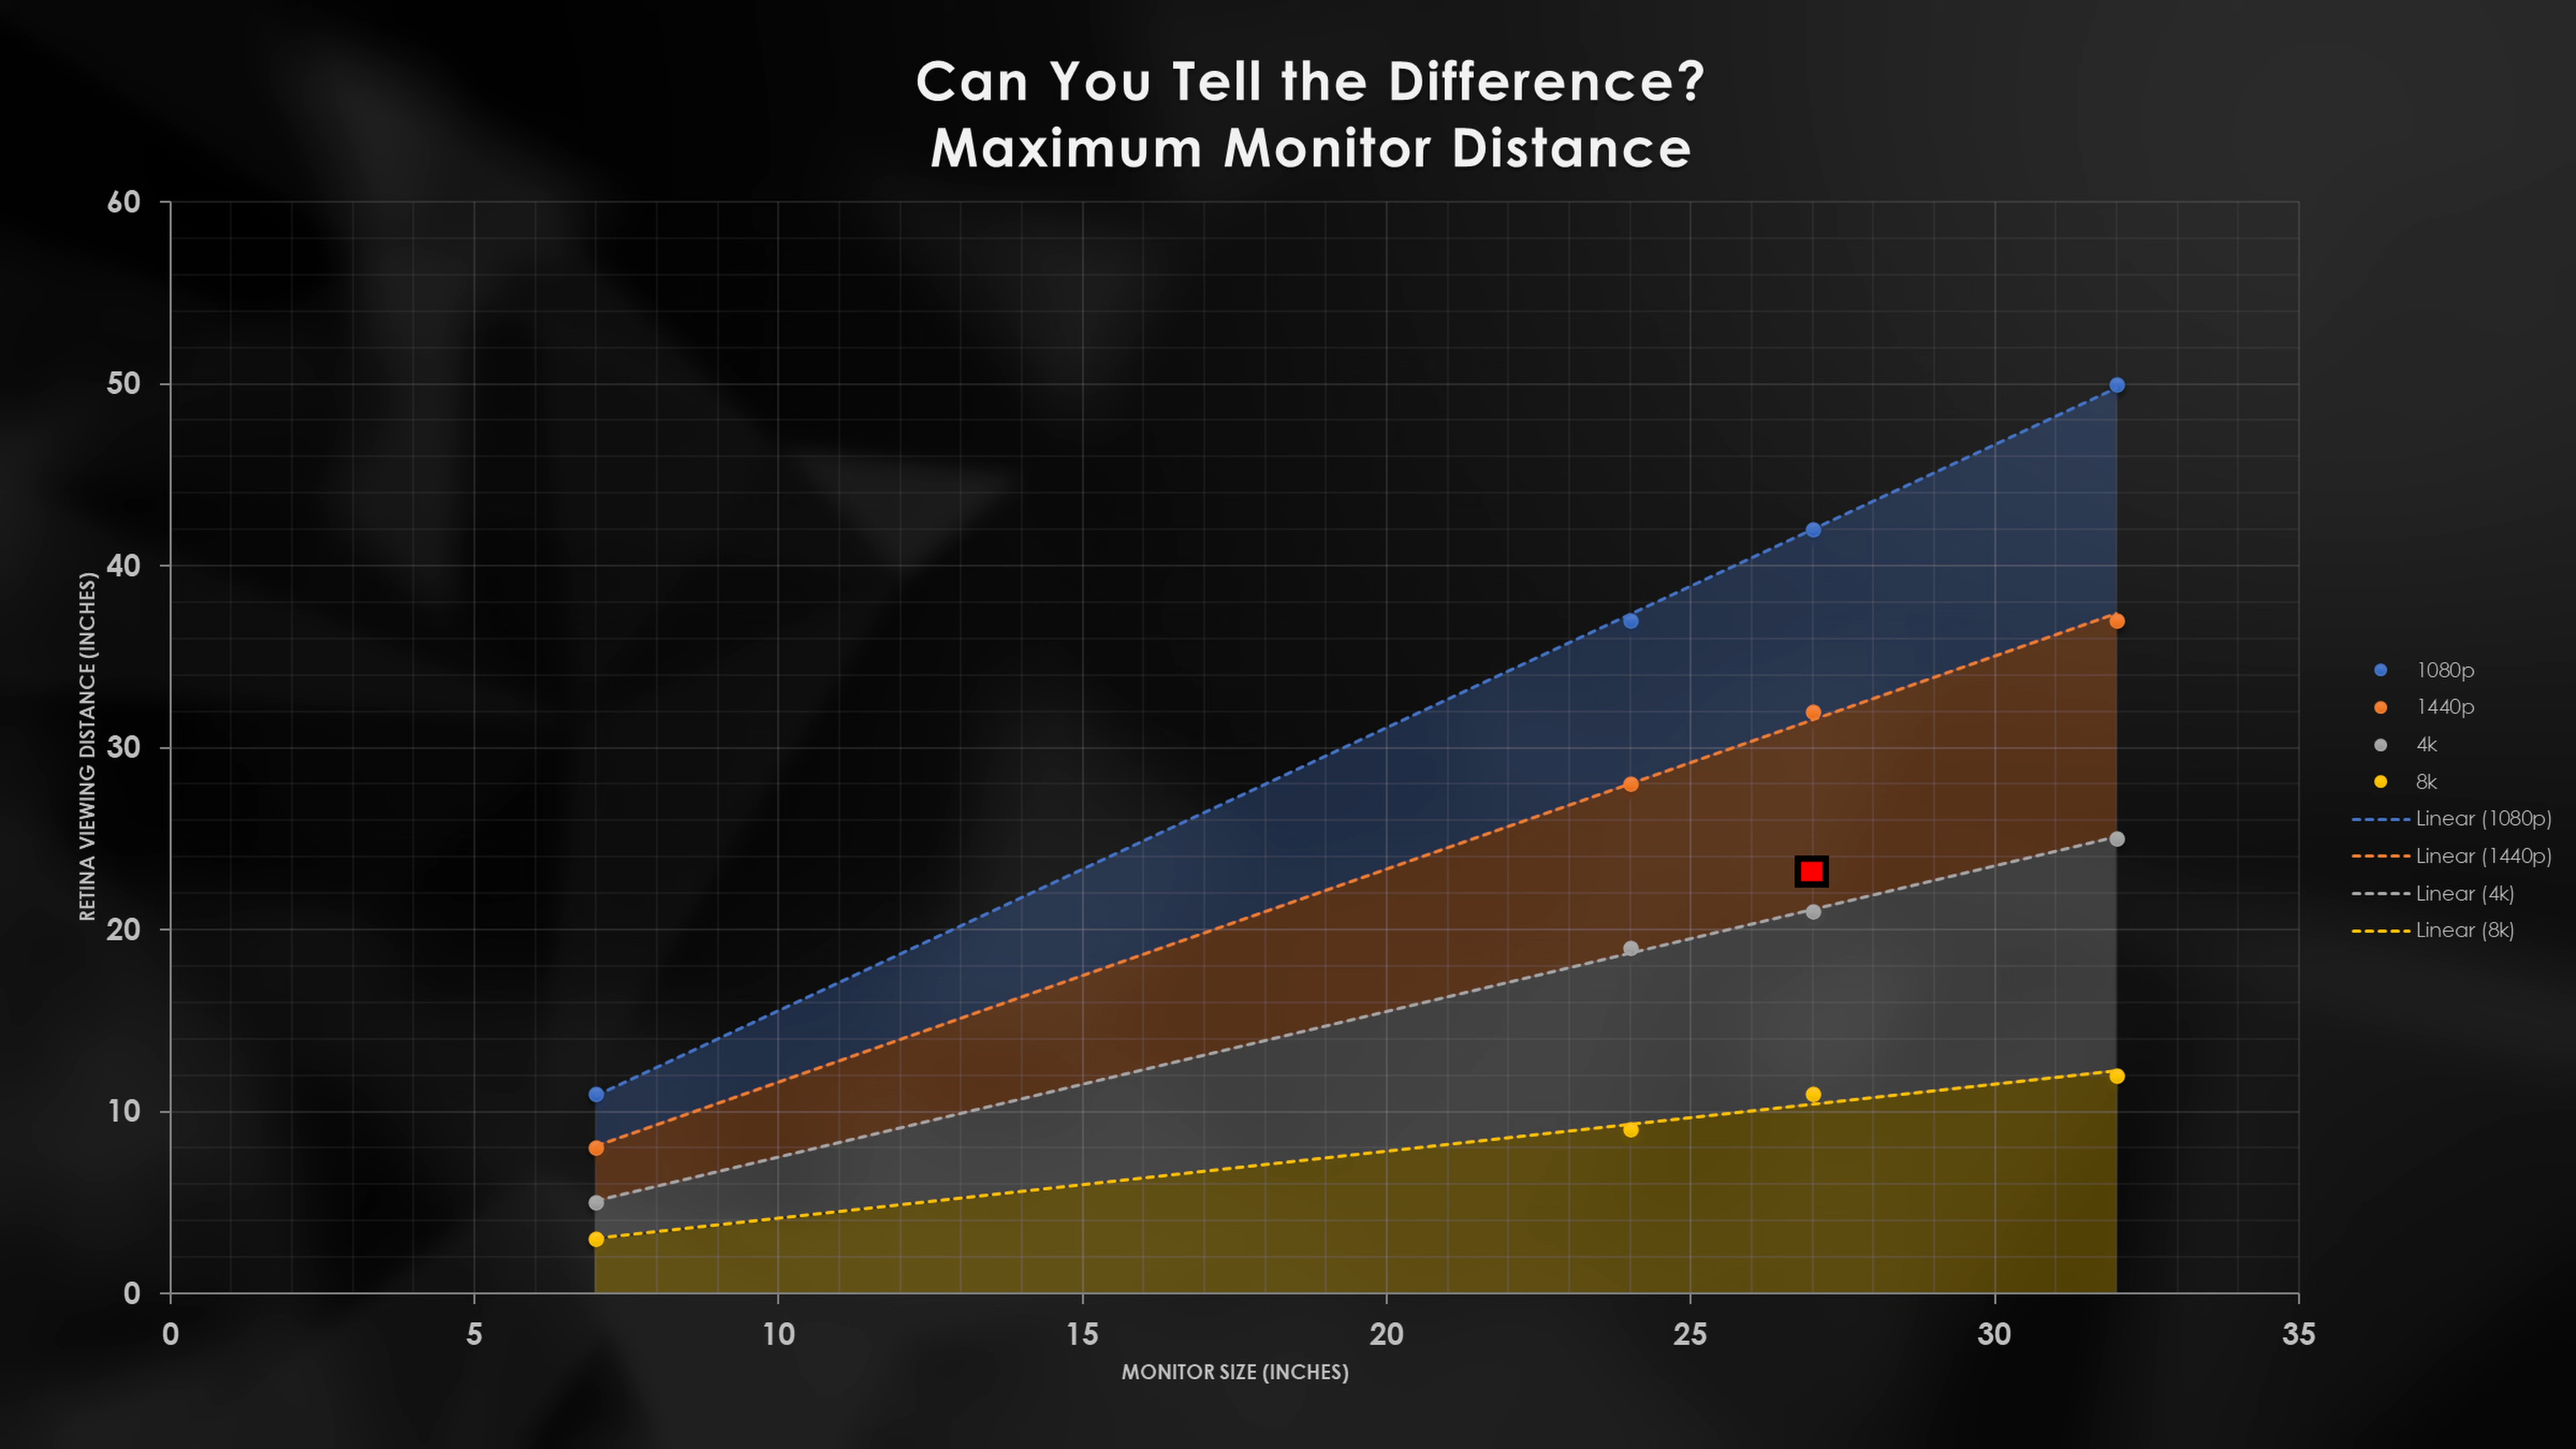 Can You Tell the Difference?
Maximum Monitor Distance
60
50
40
30
20
10
0
RETINA VIEWING DISTANCE (INCHES)
0 5 10 15 20 25 30 35
MONITOR SIZE (INCHES)
1080p
1440p
4k
8k
Linear (1080p)
Linear (1440p)
Linear (4k)
Linear (8k)